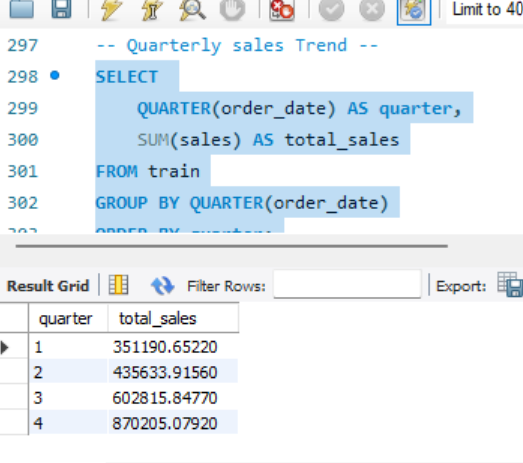 Limit to 40
297 -- Quarterly sales Trend --
298 SELECT
299 QUARTER(order_date) AS quarter,
300 SUM(sales) AS total_sales
301 FROM train
302 GROUP BY QUARTER(order_date)
303 ORDER BY quarter;
Result Grid Filter Rows: Export:
quarter total_sales
1 351190.65220
2 435633.91560
3 602815.84770
4 870205.07920